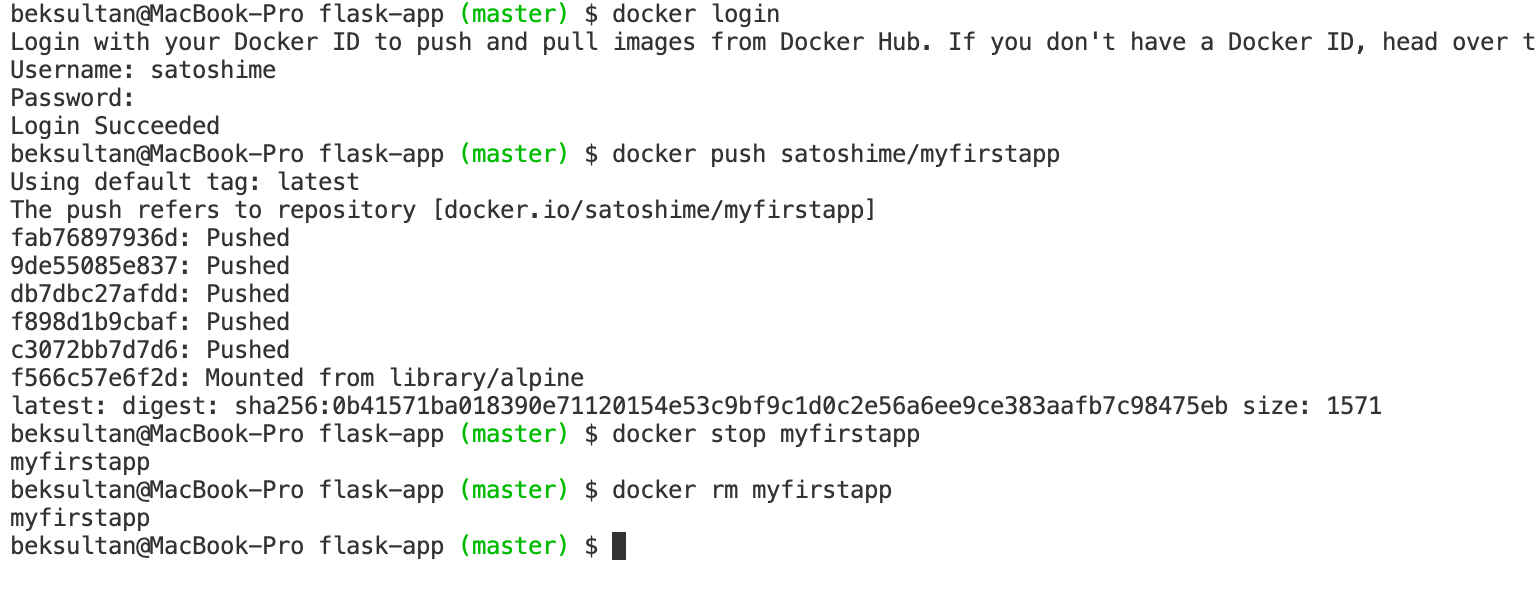 beksultan@MacBook-Pro flask-app (master) $ docker login
Login with your Docker ID to push and pull images from Docker Hub. If you don't have a Docker ID, head over t
Username: satoshime
Password:
Login Succeeded
beksultan@MacBook-Pro flask-app (master) $ docker push satoshime/myfirstapp
Using default tag: latest
The push refers to repository [docker.io/satoshime/myfirstapp]
fab76897936d: Pushed
9de55085e837: Pushed
db7dbc27afdd: Pushed
f898d1b9cbaf: Pushed
c3072bb7d7d6: Pushed
f566c57e6f2d: Mounted from library/alpine
latest: digest: sha256:0b41571ba018390e71120154e53c9bf9c1d0c2e56a6ee9ce383aafb7c98475eb size: 1571
beksultan@MacBook-Pro flask-app (master) $ docker stop myfirstapp
myfirstapp
beksultan@MacBook-Pro flask-app (master) $ docker rm myfirstapp
myfirstapp
beksultan@MacBook-Pro flask-app (master) $